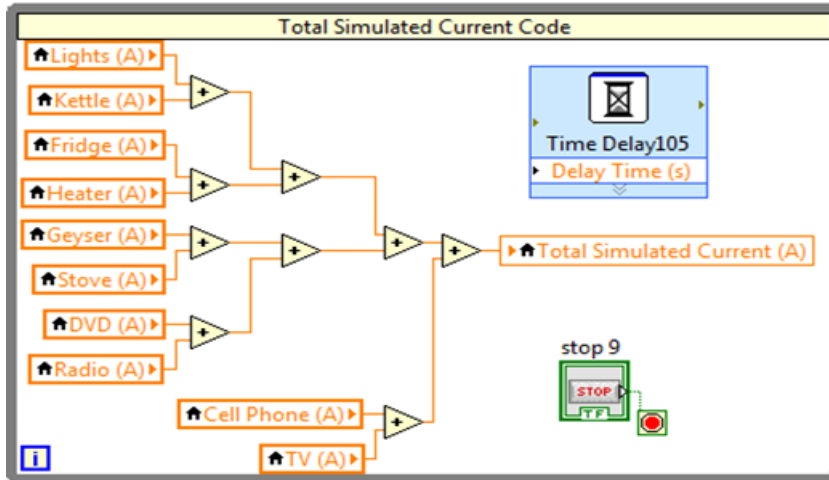 Total Simulated Current Code
Lights (A)
Kettle (A)
Fridge (A)
Heater (A)
Geyser (A)
Stove (A)
DVD (A)
Radio (A)
Cell Phone (A)
TV (A)
Time Delay105
Delay Time (s)
Total Simulated Current (A)
stop 9
STOP
TF
i